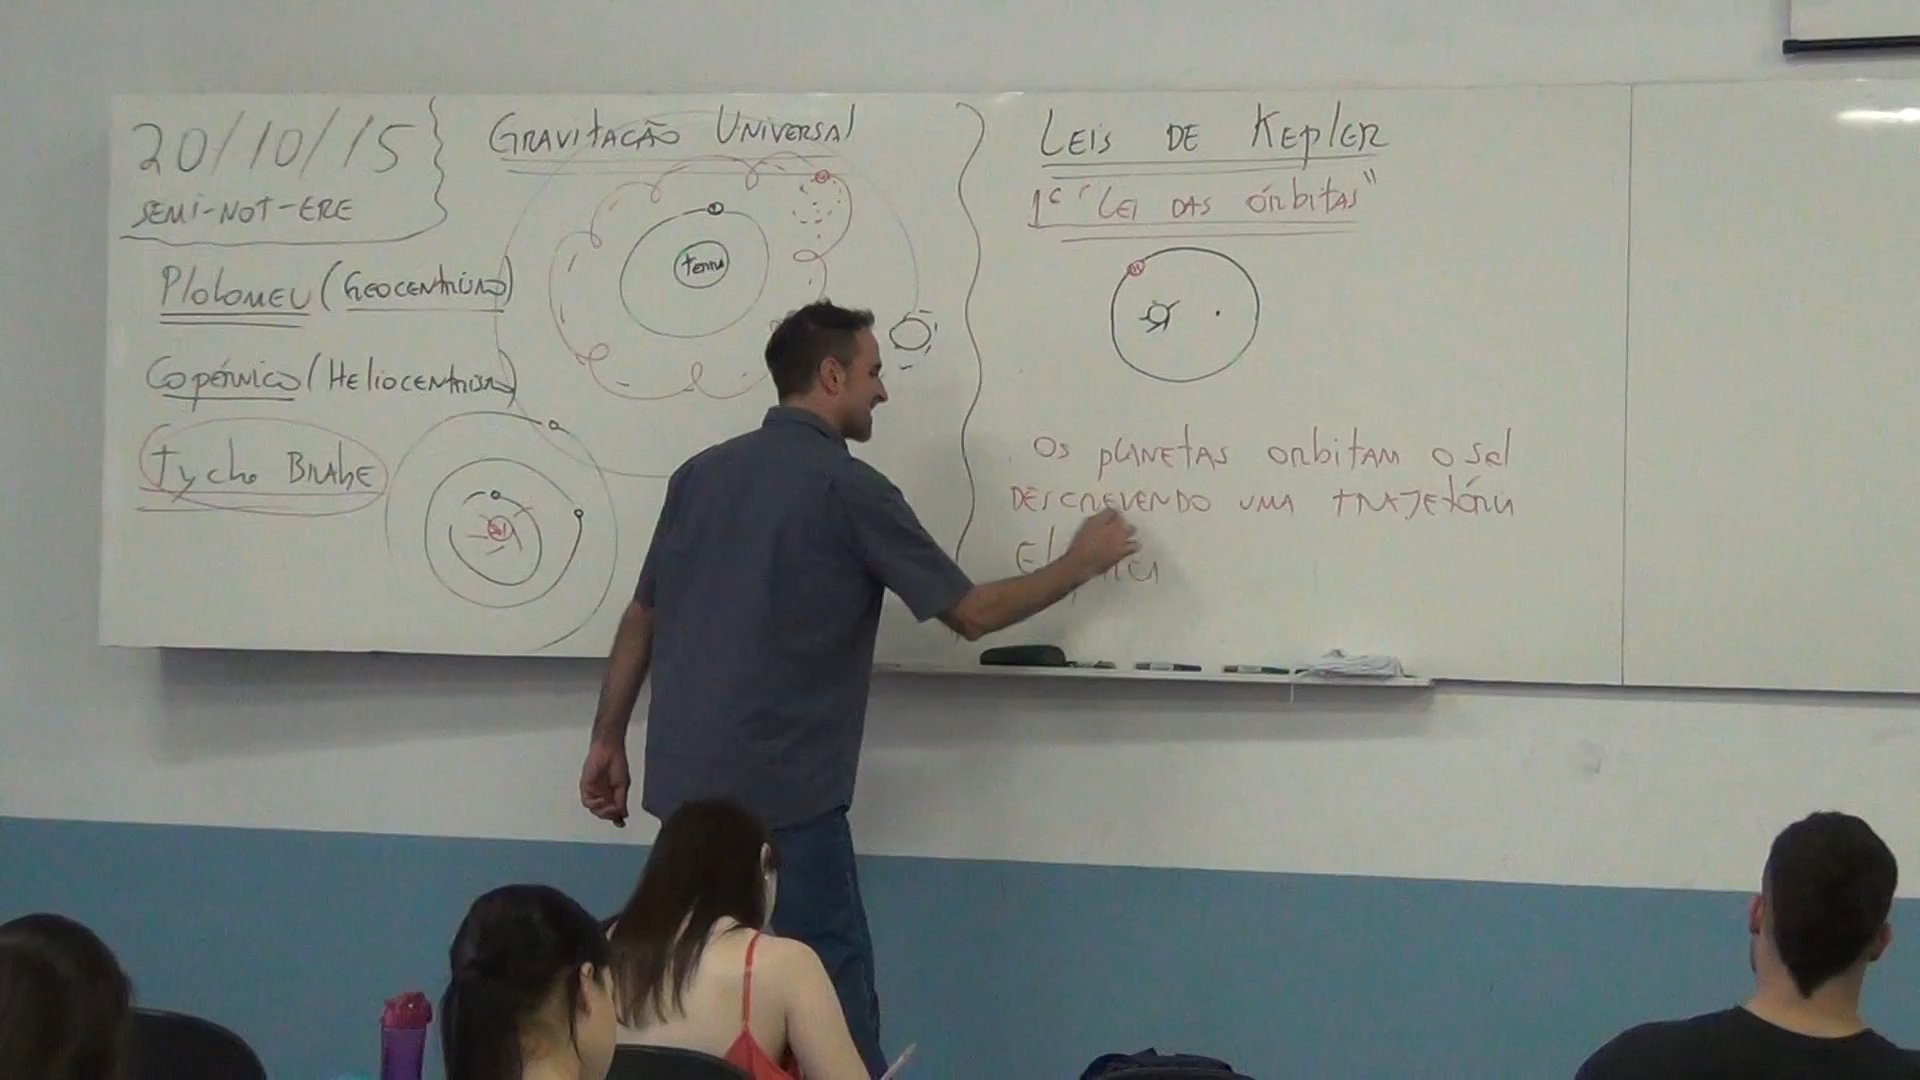 20/10/15
SEMI-NOT-ERE
GRAVITAÇÃO UNIVERSAL
Terra
Ptolomeu (Geocentrismo)
Copérnico (Heliocentrismo)
Tycho Brahe
LEIS DE KEPLER
1ª "LEI DAS ÓRBITAS"
Os planetas orbitam o sol
DESCREVENDO UMA TRAJETÓRIA